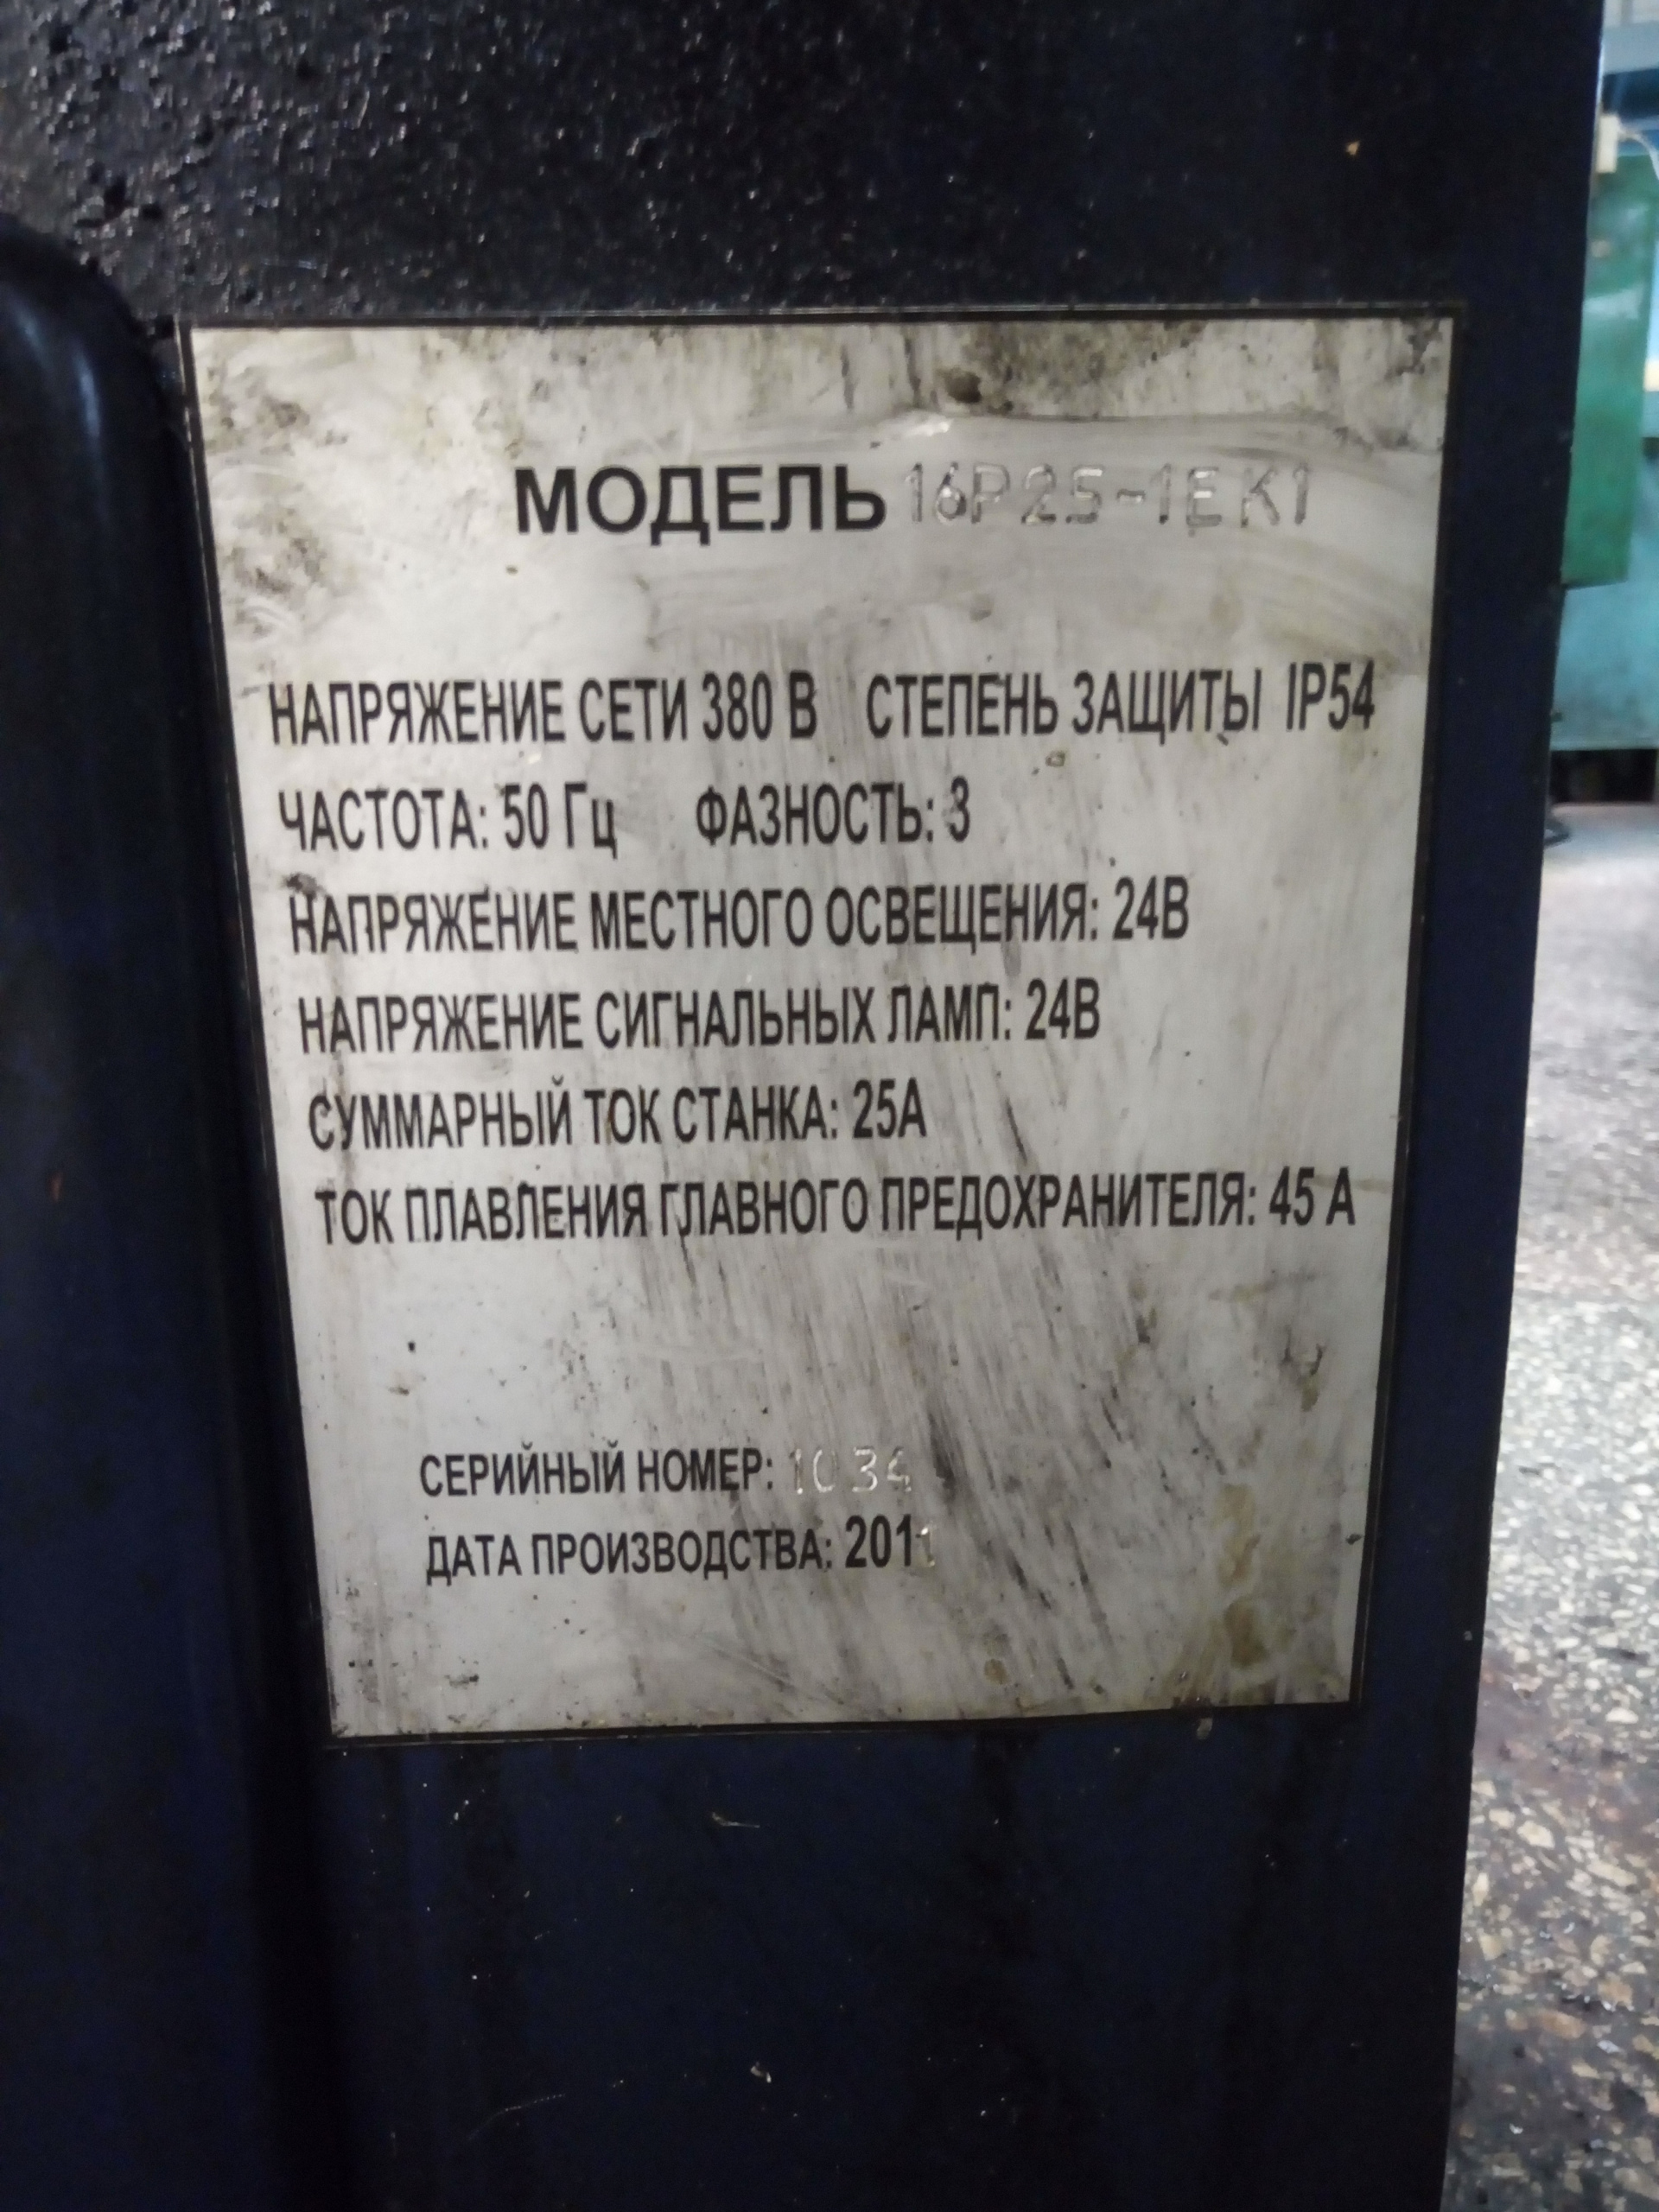 МОДЕЛЬ 16Р25-1ЕК1
НАПРЯЖЕНИЕ СЕТИ 380 В СТЕПЕНЬ ЗАЩИТЫ IP54
ЧАСТОТА: 50 Гц ФАЗНОСТЬ: 3
НАПРЯЖЕНИЕ МЕСТНОГО ОСВЕЩЕНИЯ: 24В
НАПРЯЖЕНИЕ СИГНАЛЬНЫХ ЛАМП: 24В
СУММАРНЫЙ ТОК СТАНКА: 25А
ТОК ПЛАВЛЕНИЯ ГЛАВНОГО ПРЕДОХРАНИТЕЛЯ: 45 А
СЕРИЙНЫЙ НОМЕР: 1034
ДАТА ПРОИЗВОДСТВА: 2011